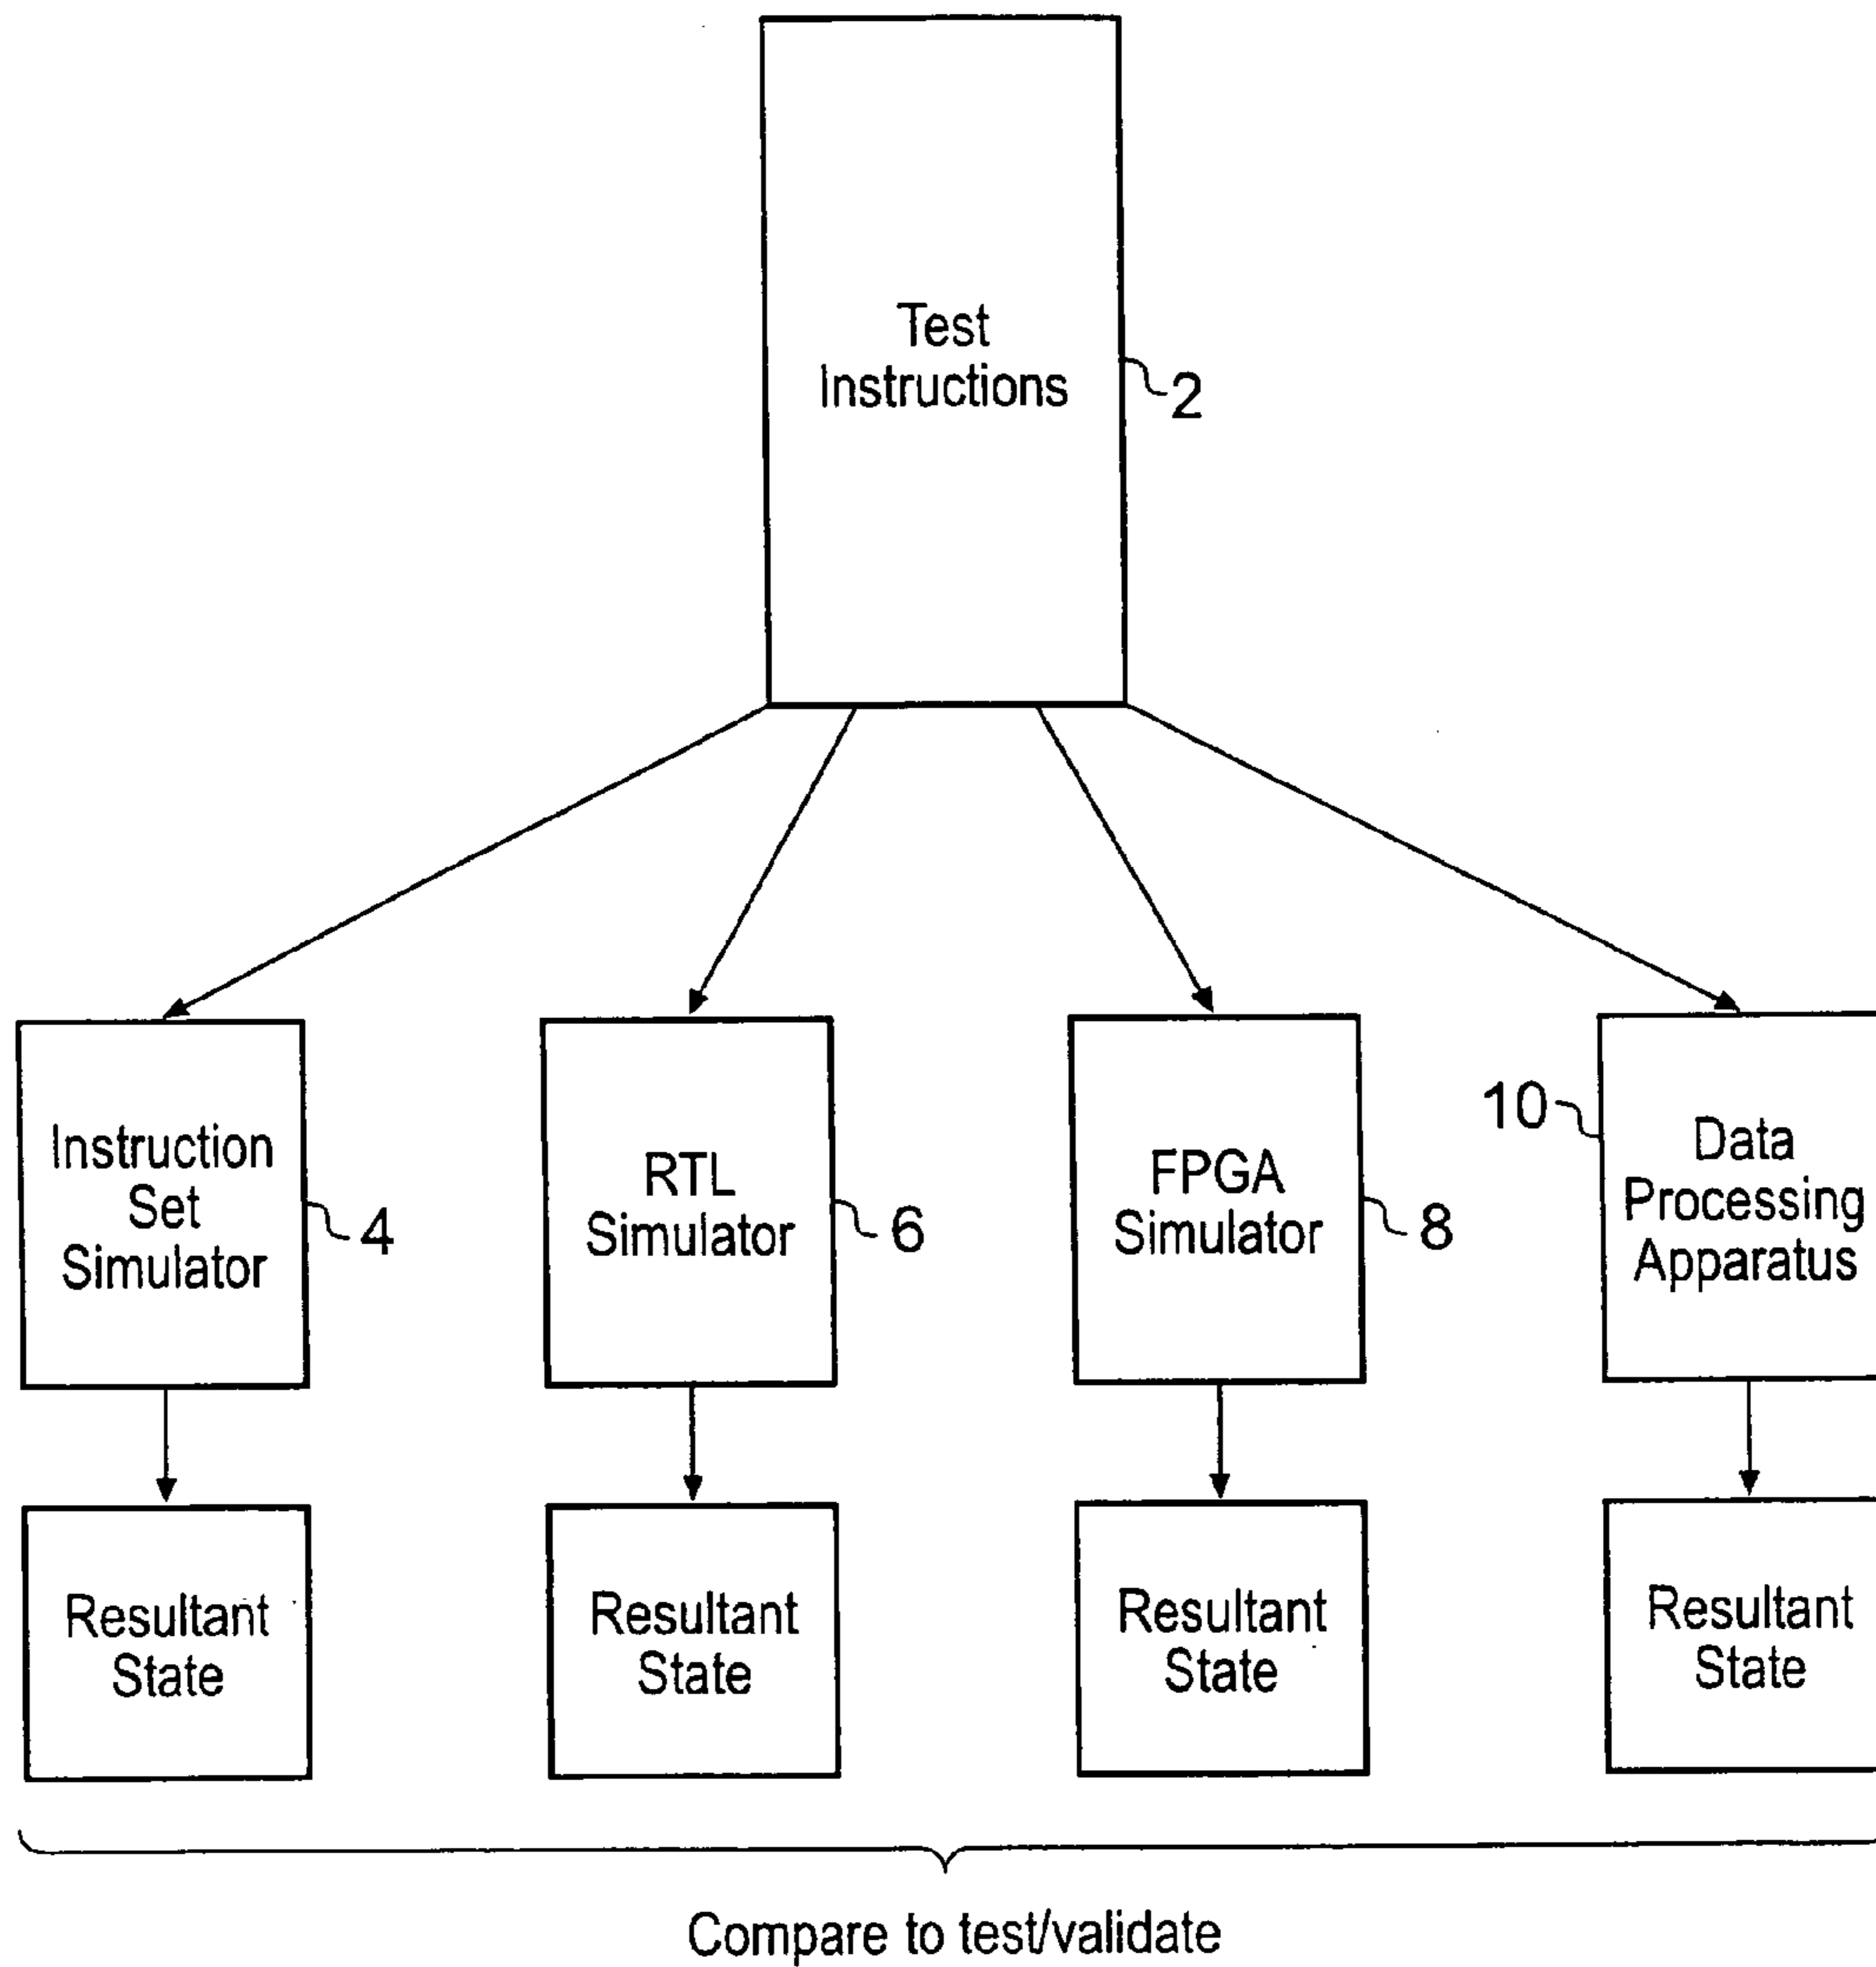 Test
Instructions
2
Instruction
Set
Simulator
4
RTL
Simulator
6
FPGA
Simulator
8
10
Data
Processing
Apparatus
Resultant
State
Resultant
State
Resultant
State
Resultant
State
Compare to test/validate